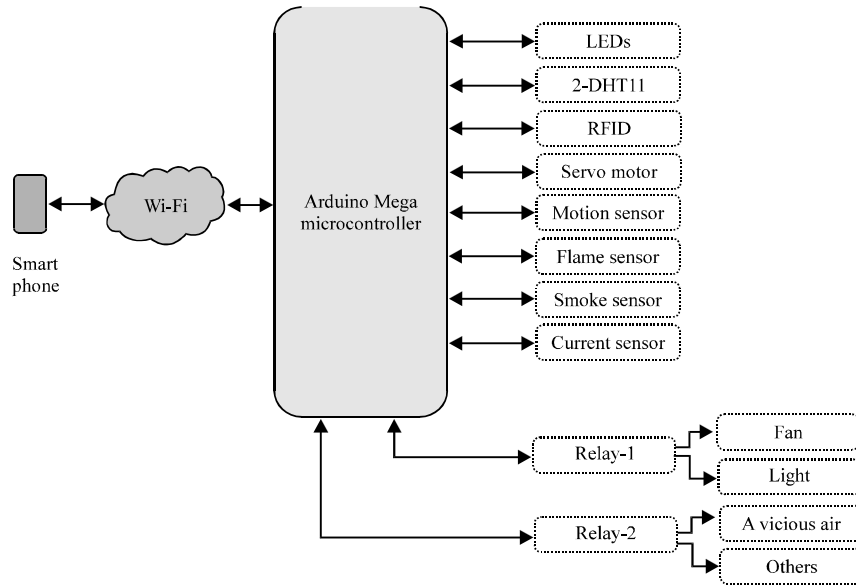 LEDs
2-DHT11
RFID
Servo motor
Motion sensor
Flame sensor
Smoke sensor
Current sensor
Arduino Mega
microcontroller
Wi-Fi
Smart
phone
Relay-1
Fan
Light
Relay-2
A vicious air
Others